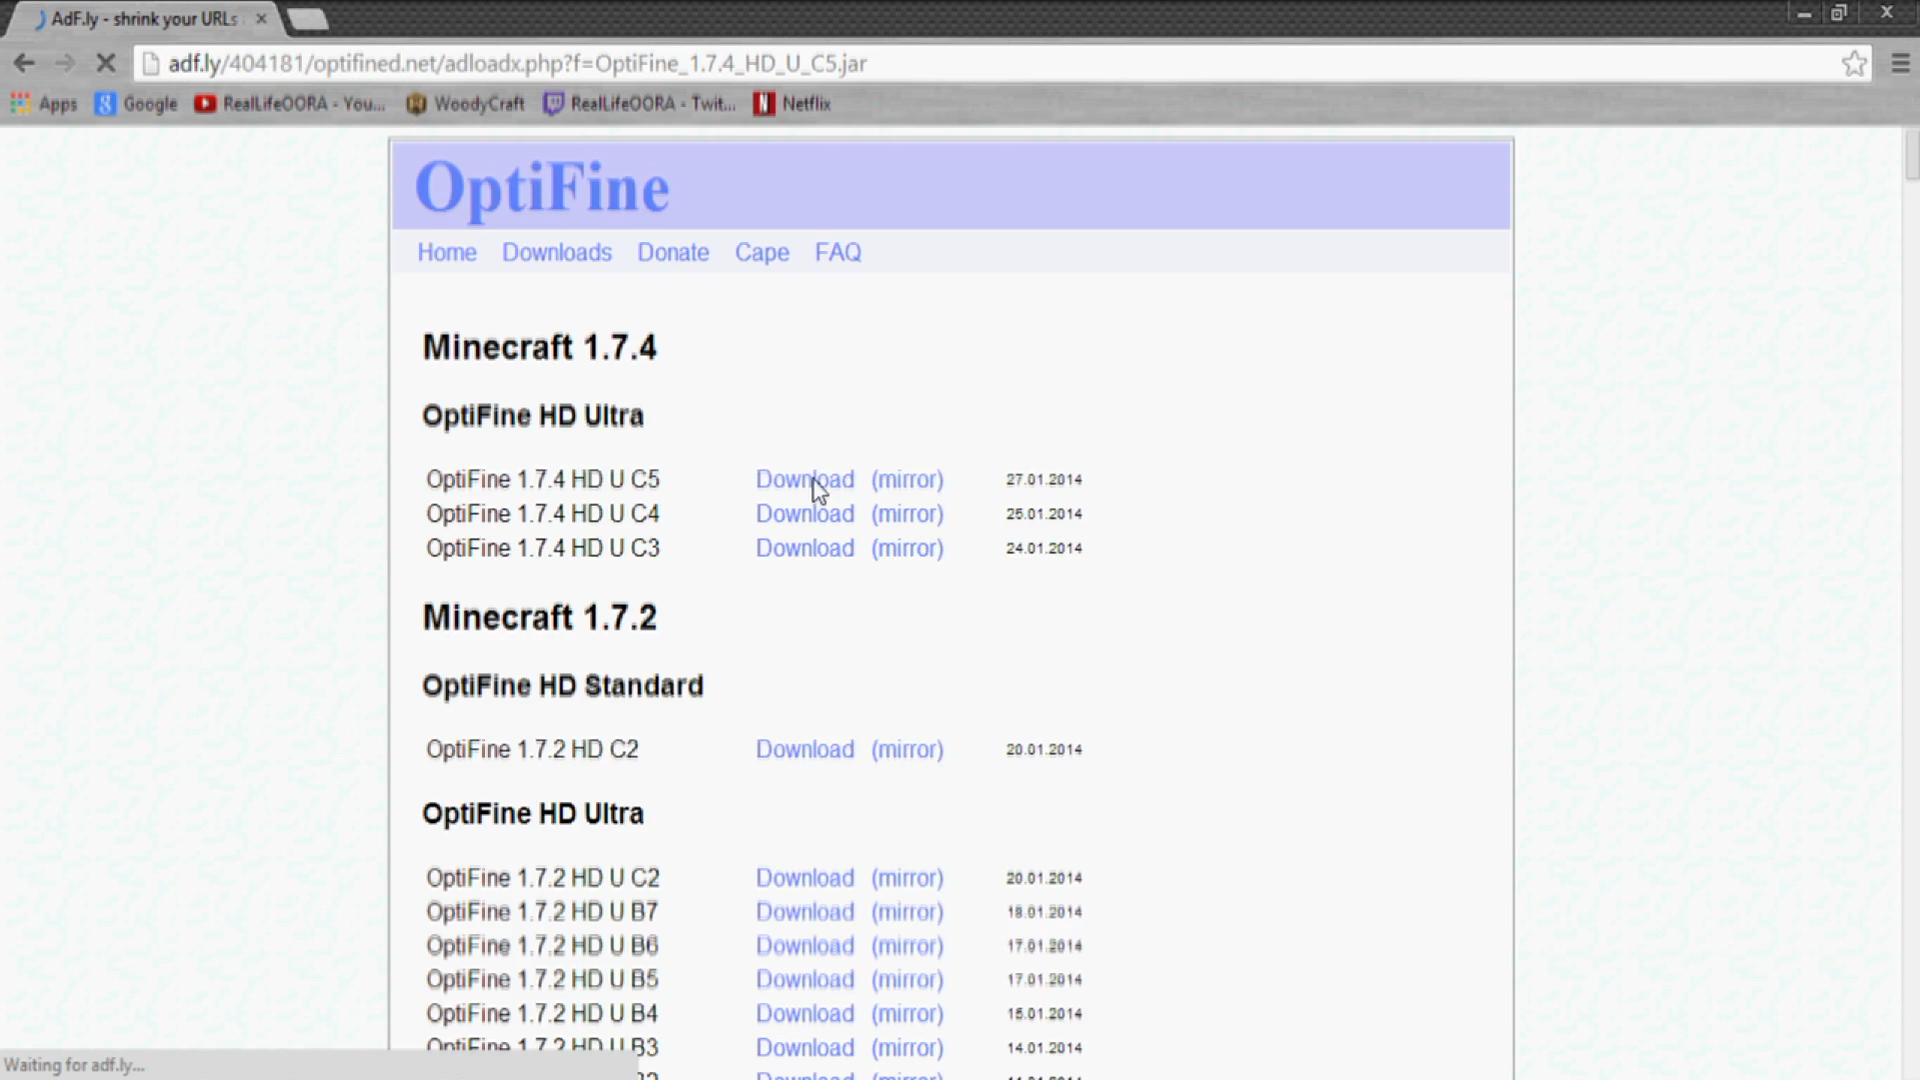 AdF.ly - shrink your URLs
adf.ly/404181/optifined.net/adloadx.php?f=OptiFine_1.7.4_HD_U_C5.jar
Apps Google RealLifeOORA - You... WoodyCraft RealLifeOORA - Twit... Netflix
OptiFine
Home Downloads Donate Cape FAQ
Minecraft 1.7.4
OptiFine HD Ultra
OptiFine 1.7.4 HD U C5 Download (mirror) 27.01.2014
OptiFine 1.7.4 HD U C4 Download (mirror) 25.01.2014
OptiFine 1.7.4 HD U C3 Download (mirror) 24.01.2014
Minecraft 1.7.2
OptiFine HD Standard
OptiFine 1.7.2 HD C2 Download (mirror) 20.01.2014
OptiFine HD Ultra
OptiFine 1.7.2 HD U C2 Download (mirror) 20.01.2014
OptiFine 1.7.2 HD U B7 Download (mirror) 18.01.2014
OptiFine 1.7.2 HD U B6 Download (mirror) 17.01.2014
OptiFine 1.7.2 HD U B5 Download (mirror) 17.01.2014
OptiFine 1.7.2 HD U B4 Download (mirror) 15.01.2014
OptiFine 1.7.2 HD U B3 Download (mirror) 14.01.2014
Download (mirror)
Waiting for adf.ly...